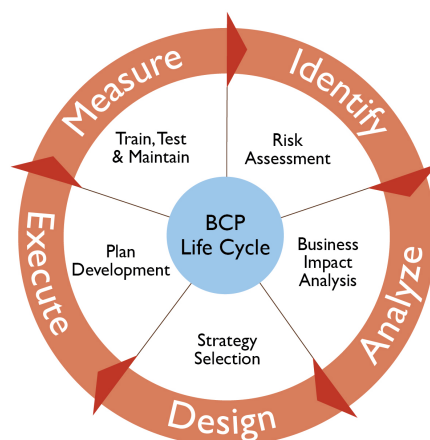 Identify
Risk
Assessment
Analyze
Business
Impact
Analysis
Design
Strategy
Selection
Execute
Plan
Development
Measure
Train, Test
& Maintain
BCP
Life Cycle